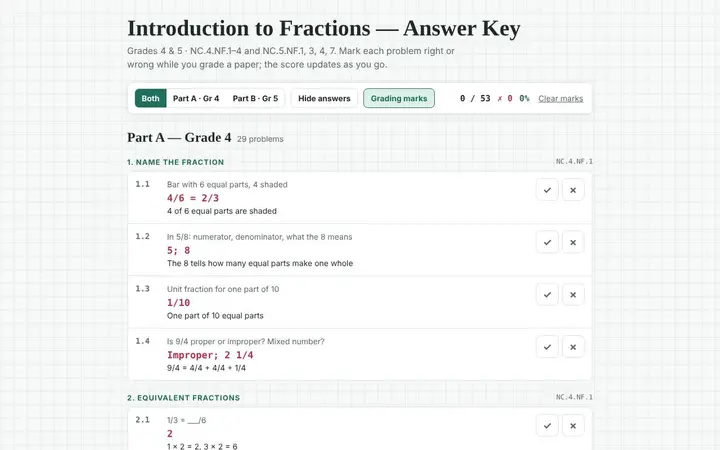 Introduction to Fractions — Answer Key
Grades 4 & 5 · NC.4.NF.1–4 and NC.5.NF.1, 3, 4, 7. Mark each problem right or
wrong while you grade a paper; the score updates as you go.
Both Part A · Gr 4 Part B · Gr 5 Hide answers Grading marks 0 / 53 ✗ 0 0% Clear marks
Part A — Grade 4 29 problems
1. NAME THE FRACTION NC.4.NF.1
1.1 Bar with 6 equal parts, 4 shaded ✓ ×
4/6 = 2/3
4 of 6 equal parts are shaded
1.2 In 5/8: numerator, denominator, what the 8 means ✓ ×
5; 8
The 8 tells how many equal parts make one whole
1.3 Unit fraction for one part of 10 ✓ ×
1/10
One part of 10 equal parts
1.4 Is 9/4 proper or improper? Mixed number? ✓ ×
Improper; 2 1/4
9/4 = 4/4 + 4/4 + 1/4
2. EQUIVALENT FRACTIONS NC.4.NF.1
2.1 1/3 = __/6 ✓ ×
2
1 × 2 = 2, 3 × 2 = 6